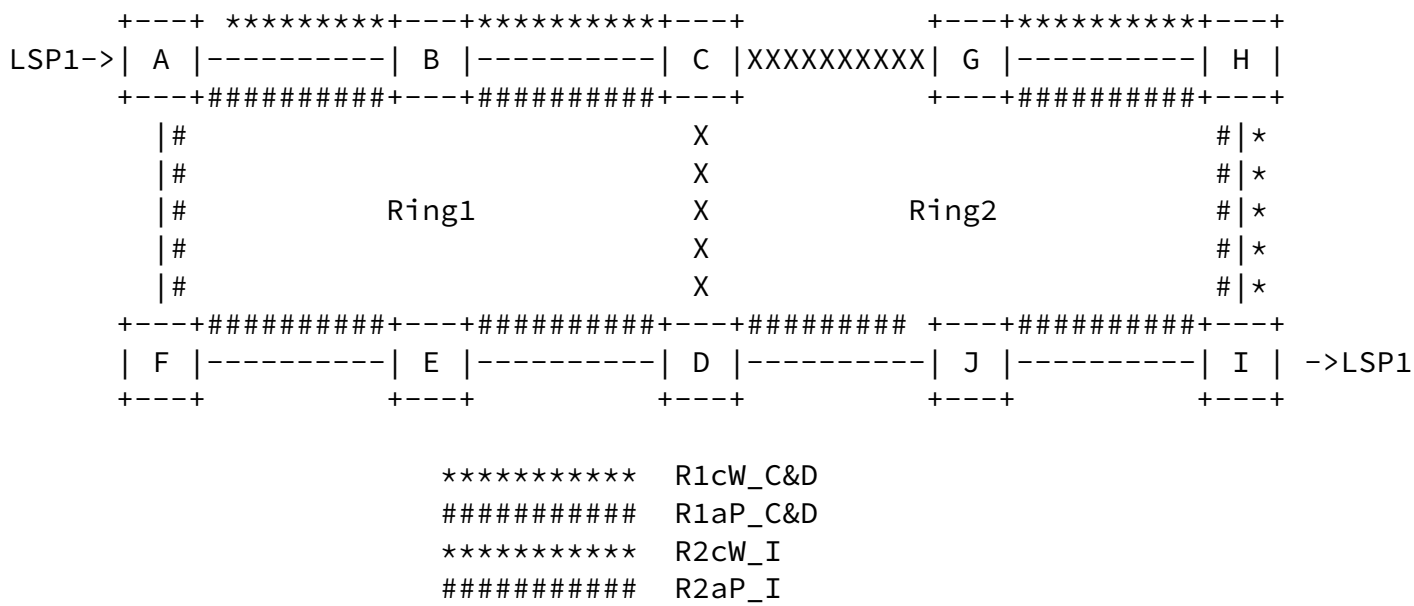 +---+ *********+---+**********+---+          +---+**********+---+
LSP1->| A |----------| B |----------| C |XXXXXXXXXX| G |----------| H |
     +---+##########+---+##########+---+          +---+##########+---+
       |#                            X                          #|*
       |#                            X                          #|*
       |#          Ring1             X          Ring2           #|*
       |#                            X                          #|*
       |#                            X                          #|*
     +---+##########+---+##########+---+######### +---+##########+---+
     | F |----------| E |----------| D |----------| J |----------| I | ->LSP1
     +---+          +---+          +---+          +---+          +---+
*********** R1cW_C&D
########### R1aP_C&D
*********** R2cW_I
########### R2aP_I